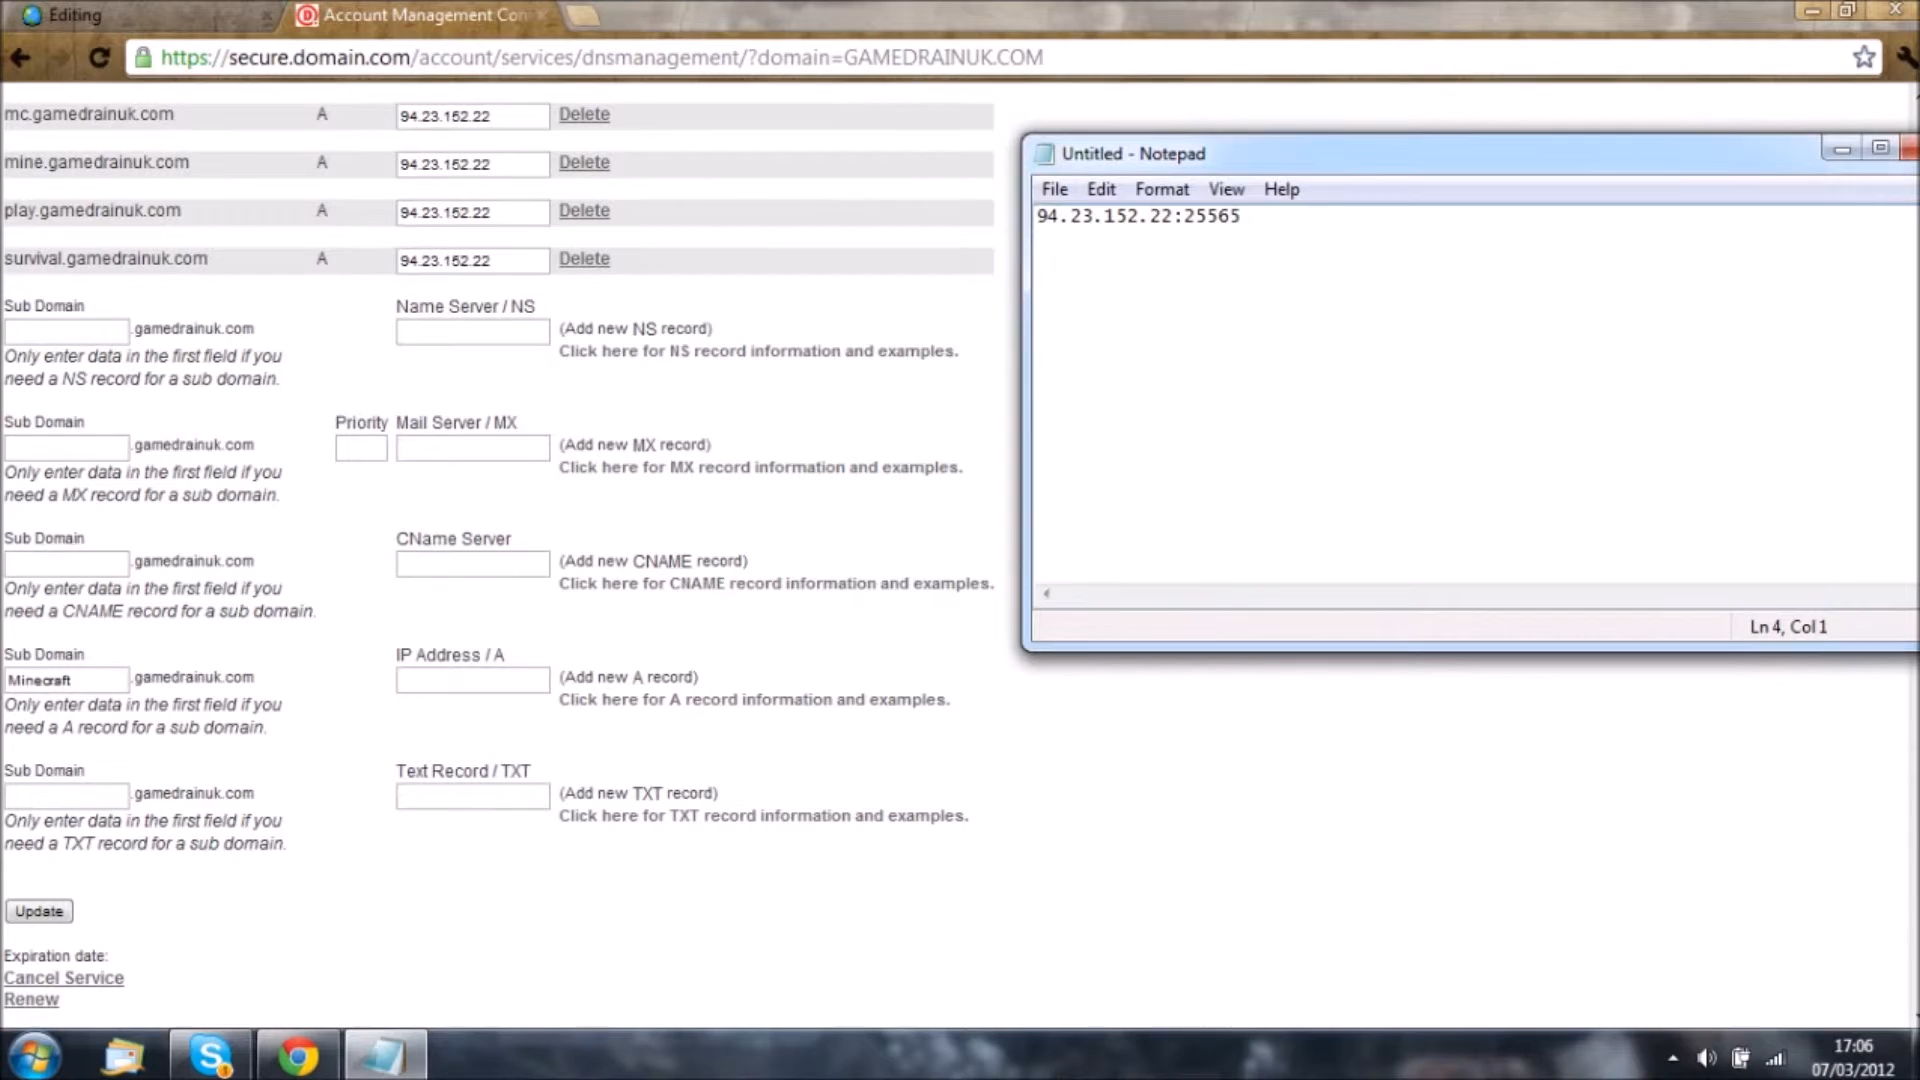 Editing
Account Management Con
https://secure.domain.com/account/services/dnsmanagement/?domain=GAMEDRAINUK.COM
mc.gamedrainuk.com A 94.23.152.22 Delete
mine.gamedrainuk.com A 94.23.152.22 Delete
play.gamedrainuk.com A 94.23.152.22 Delete
survival.gamedrainuk.com A 94.23.152.22 Delete
Sub Domain Name Server / NS
.gamedrainuk.com (Add new NS record)
Only enter data in the first field if you Click here for NS record information and examples.
need a NS record for a sub domain.
Sub Domain Priority Mail Server / MX
.gamedrainuk.com (Add new MX record)
Only enter data in the first field if you Click here for MX record information and examples.
need a MX record for a sub domain.
Sub Domain CName Server
.gamedrainuk.com (Add new CNAME record)
Only enter data in the first field if you Click here for CNAME record information and examples.
need a CNAME record for a sub domain.
Sub Domain IP Address / A
Minecraft .gamedrainuk.com (Add new A record)
Only enter data in the first field if you Click here for A record information and examples.
need a A record for a sub domain.
Sub Domain Text Record / TXT
.gamedrainuk.com (Add new TXT record)
Only enter data in the first field if you Click here for TXT record information and examples.
need a TXT record for a sub domain.
Update
Expiration date:
Cancel Service
Renew
Untitled - Notepad
File Edit Format View Help
94.23.152.22:25565
Ln 4, Col 1
17:06
07/03/2012